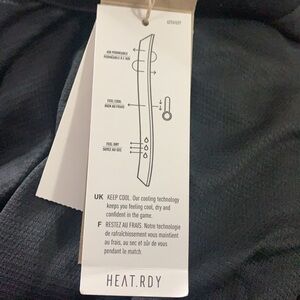 AIR PERMEABLE
PERMÉABLE À L'AIR
FEEL COOL
BIEN AU FRAIS
FEEL DRY
BIEN AU SEC
UK KEEP COOL. Our cooling technology
keeps you feeling cool, dry and
confident in the game.
F RESTEZ AU FRAIS. Notre technologie
de rafraîchissement vous maintient
au frais, au sec et sûr de vous
pendant le match.
HEAT.RDY